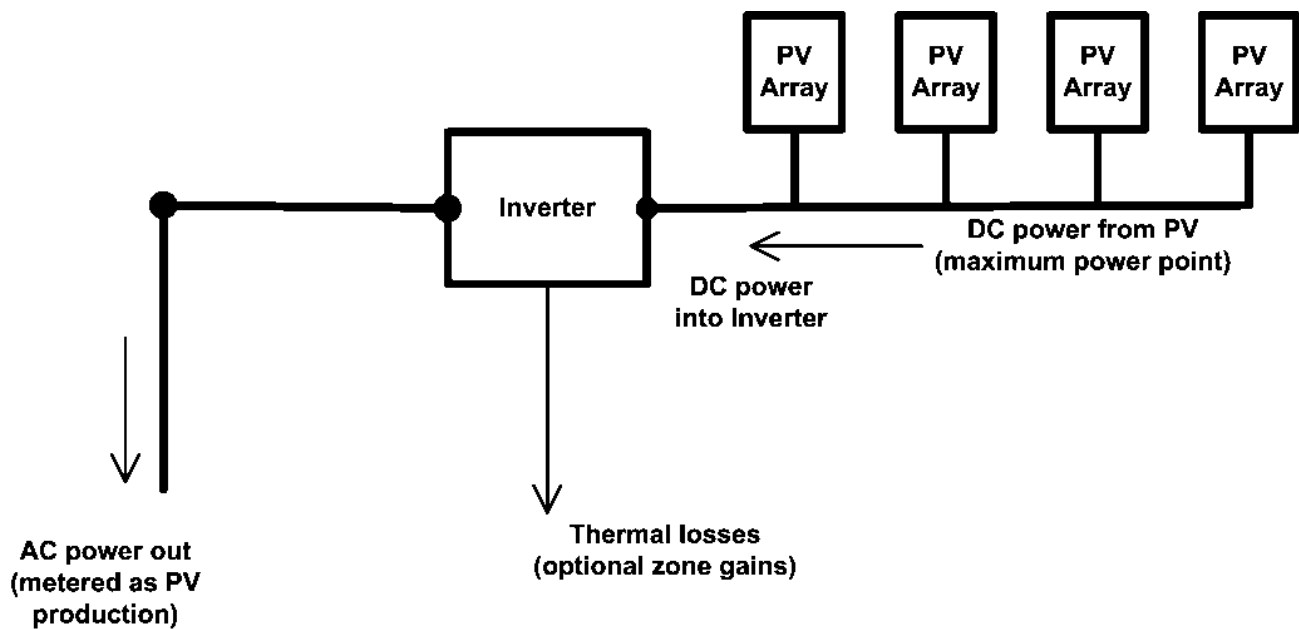 PV
Array
PV
Array
PV
Array
PV
Array
Inverter
DC power from PV
(maximum power point)
DC power
into Inverter
Thermal losses
(optional zone gains)
AC power out
(metered as PV
production)